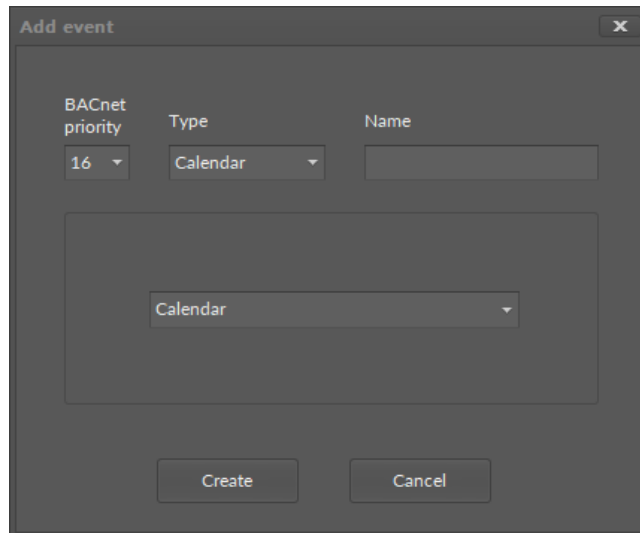 Add event
x
BACnet
priority
Type
Name
16
Calendar
Calendar
Create
Cancel